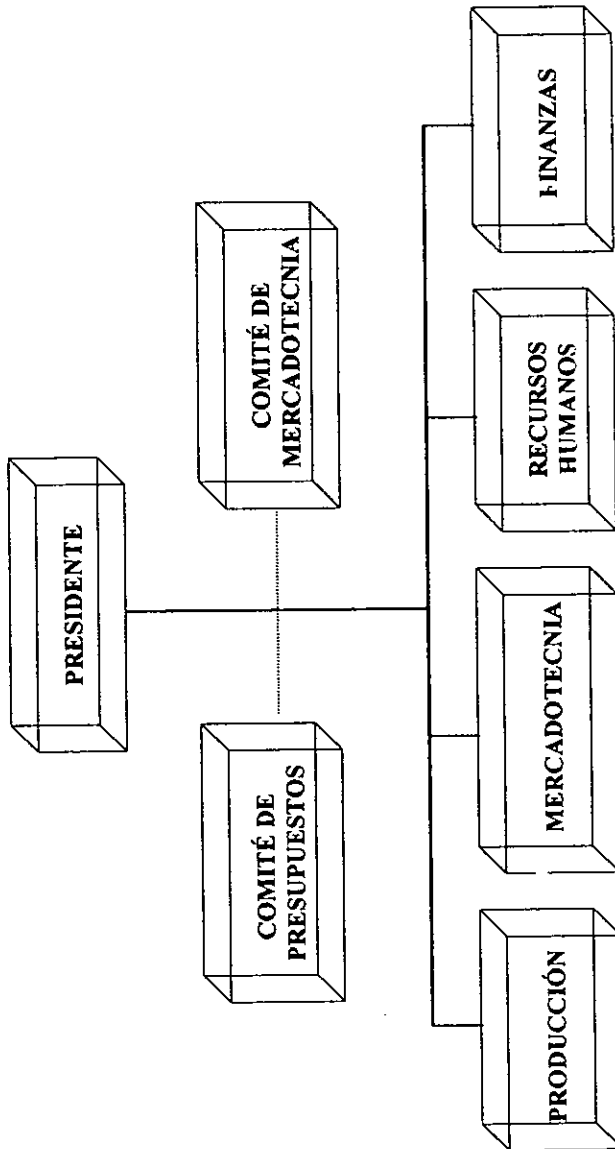 PRESIDENTE
COMITÉ DE
PRESUPUESTOS
COMITÉ DE
MERCADOTECNIA
PRODUCCIÓN
MERCADOTECNIA
RECURSOS
HUMANOS
FINANZAS